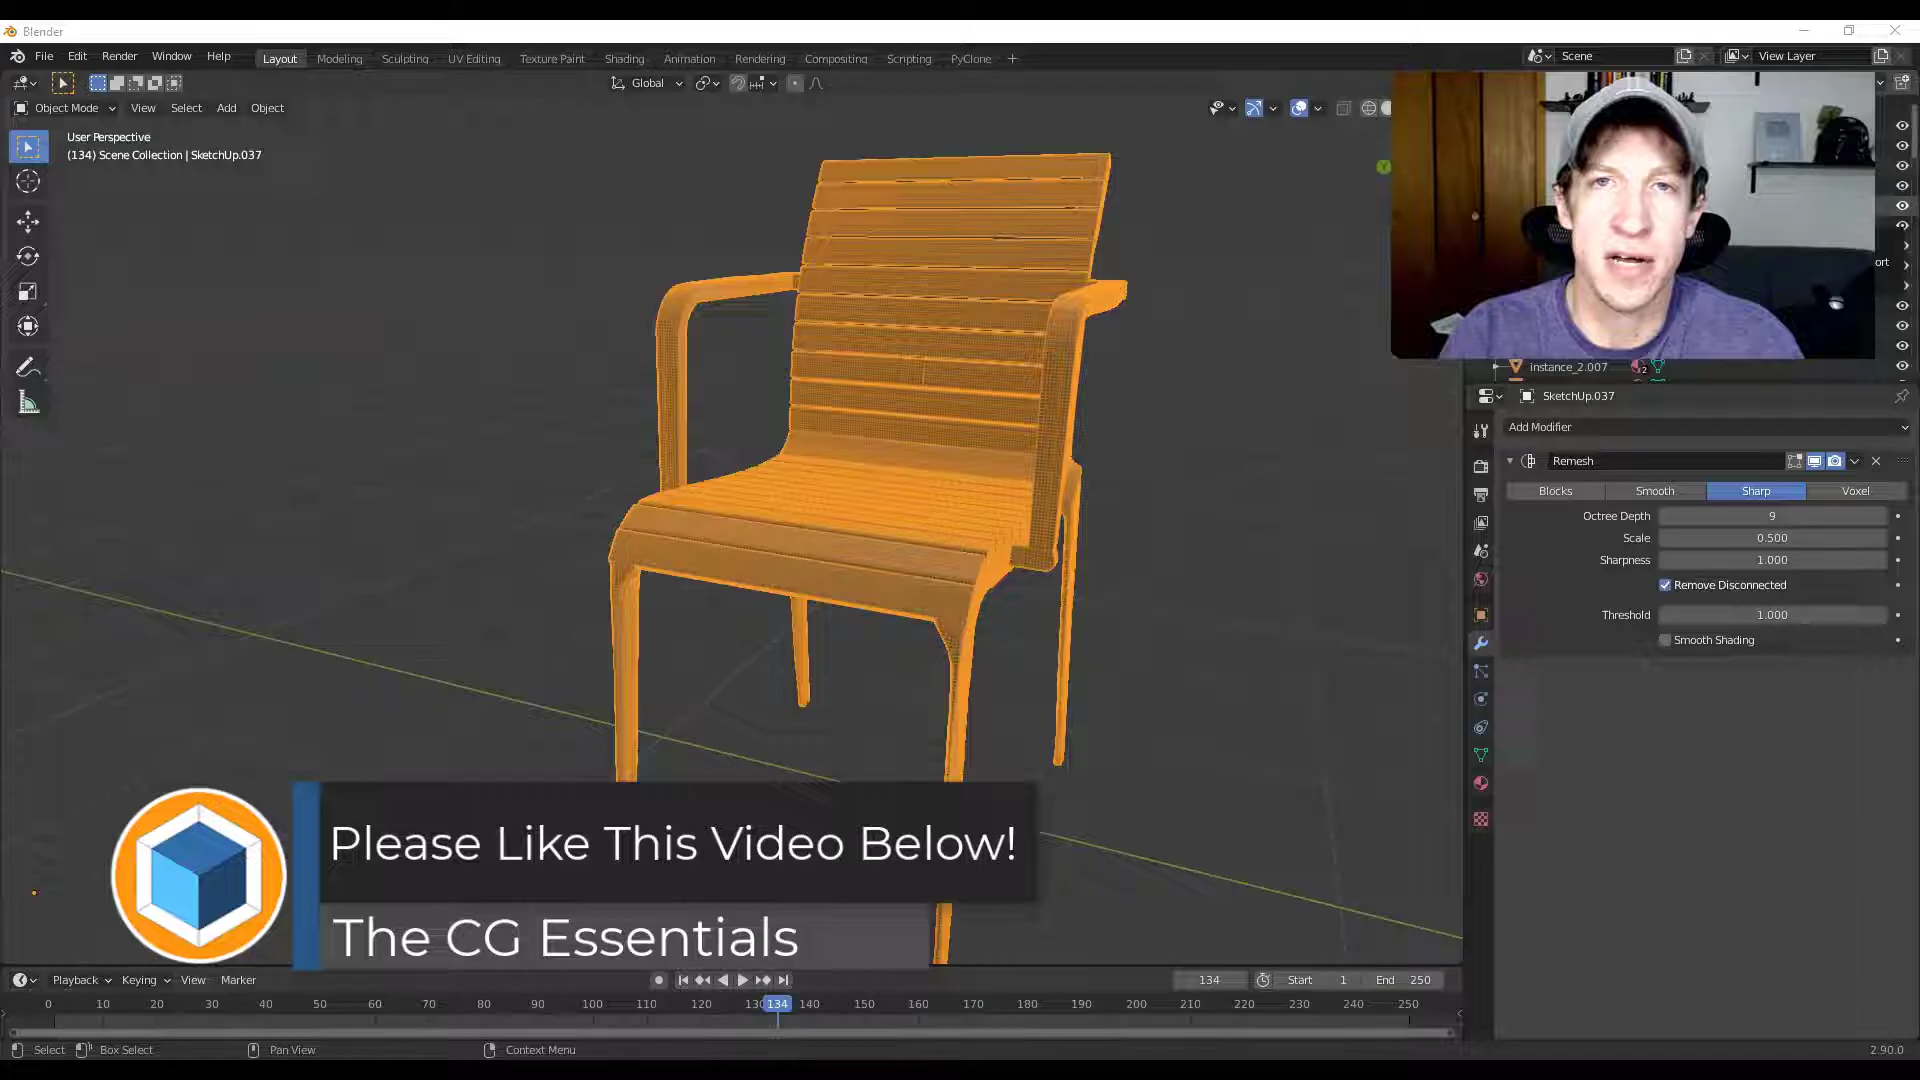 Blender
File Edit Render Window Help Layout Modeling Sculpting UV Editing Texture Paint Shading Animation Rendering Compositing Scripting PyClone + Scene View Layer
Global
Object Mode View Select Add Object
User Perspective
(134) Scene Collection | SketchUp.037
ort
instance_2.007 2
SketchUp.037
Add Modifier
Remesh
Blocks Smooth Sharp Voxel
Octree Depth 9
Scale 0.500
Sharpness 1.000
Remove Disconnected
Threshold 1.000
Smooth Shading
Please Like This Video Below!
The CG Essentials
Playback Keying View Marker 134 Start 1 End 250
0 10 20 30 40 50 60 70 80 90 100 110 120 130 134 140 150 160 170 180 190 200 210 220 230 240 250
Select Box Select Pan View Context Menu 2.90.0